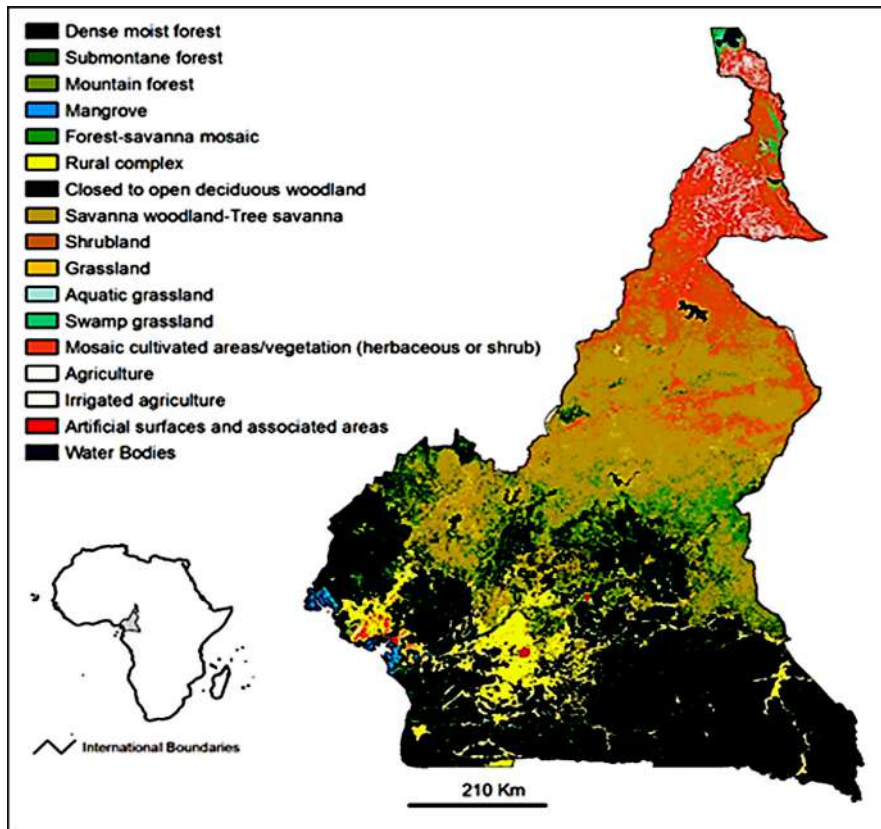 Dense moist forest
Submontane forest
Mountain forest
Mangrove
Forest-savanna mosaic
Rural complex
Closed to open deciduous woodland
Savanna woodland-Tree savanna
Shrubland
Grassland
Aquatic grassland
Swamp grassland
Mosaic cultivated areas/vegetation (herbaceous or shrub)
Agriculture
Irrigated agriculture
Artificial surfaces and associated areas
Water Bodies
International Boundaries
210 Km